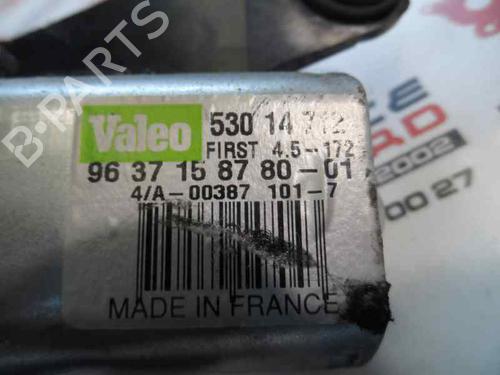 B-PARTS
Valeo 530 14 712
FIRST 4.5-172
96 37 15 87 80-01
4/A-00387 101-7
MADE IN FRANCE
2002
00 27